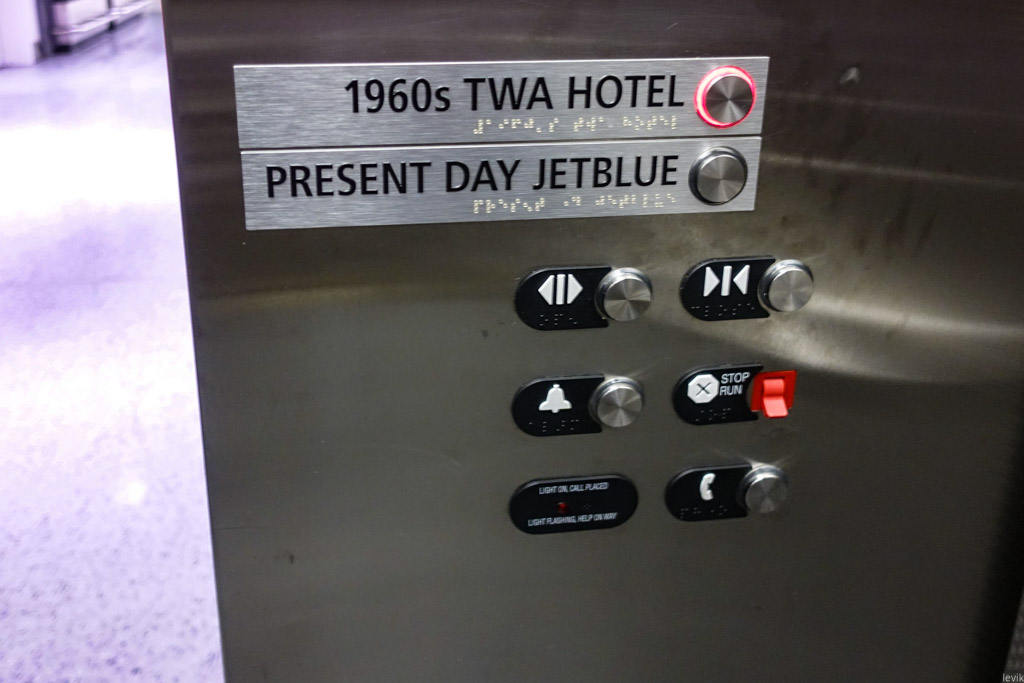 1960s TWA HOTEL
PRESENT DAY JETBLUE
STOP
RUN
LIGHT ON, CALL PLACED
LIGHT FLASHING, HELP ON WAY
levik